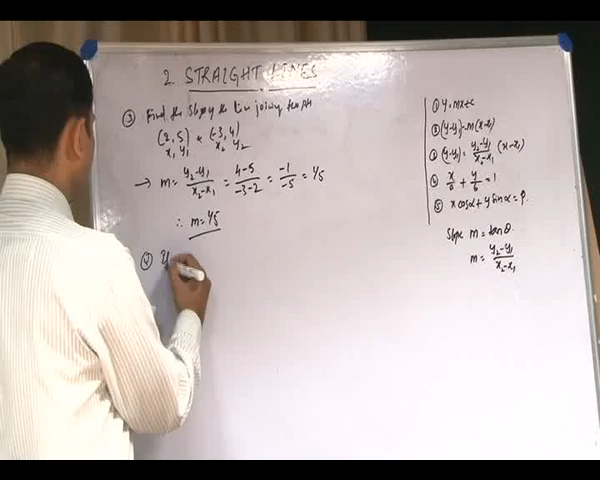 2. STRAIGHT LINES
③ Find the Slope of the line joining the pts
(2, 5) & (-3, 4)
x₁ y₁ x₂ y₂
→ m = y₂-y₁/x₂-x₁ = 4-5/-3-2 = -1/-5 = 1/5
∴ m = 1/5
④ y
① y = mx+c
② (y-y₁) = m(x-x₁)
③ (y-y₁) = y₂-y₁/x₂-x₁ (x-x₁)
④ x/a + y/b = 1
⑤ x cosα + y sinα = p.
Slope m = tanθ.
m = y₂-y₁/x₂-x₁